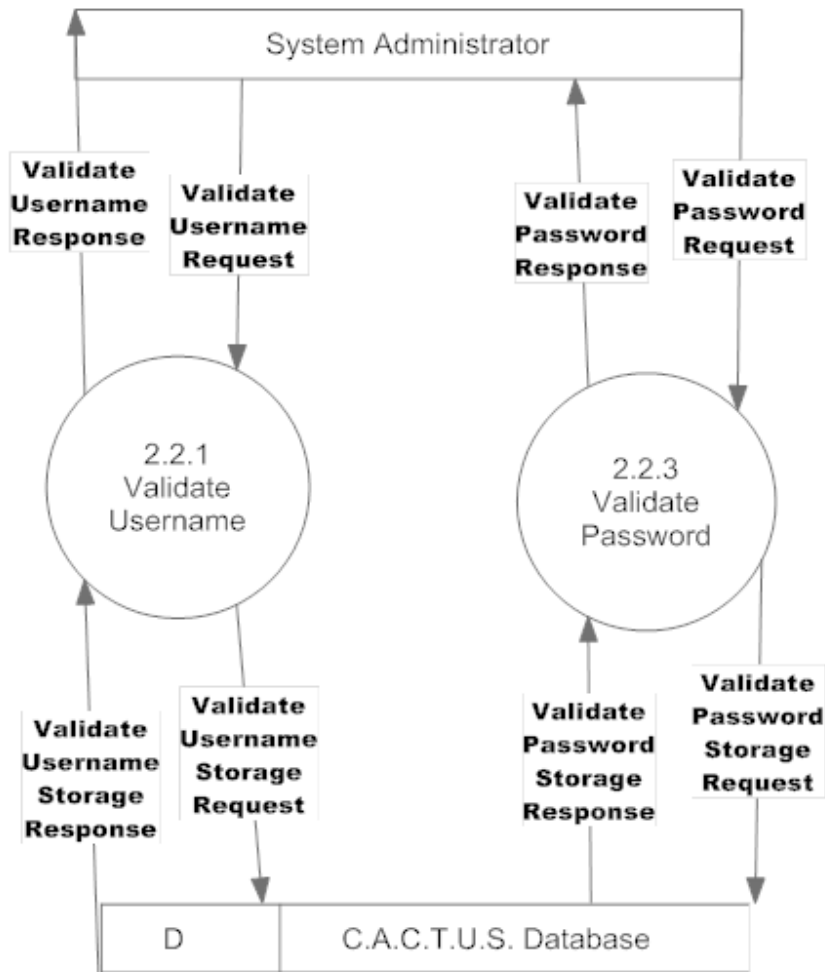 System Administrator
Validate
Username
Response
Validate
Username
Request
Validate
Password
Response
Validate
Password
Request
2.2.1
Validate
Username
2.2.3
Validate
Password
Validate
Username
Storage
Response
Validate
Username
Storage
Request
Validate
Password
Storage
Response
Validate
Password
Storage
Request
D
C.A.C.T.U.S. Database